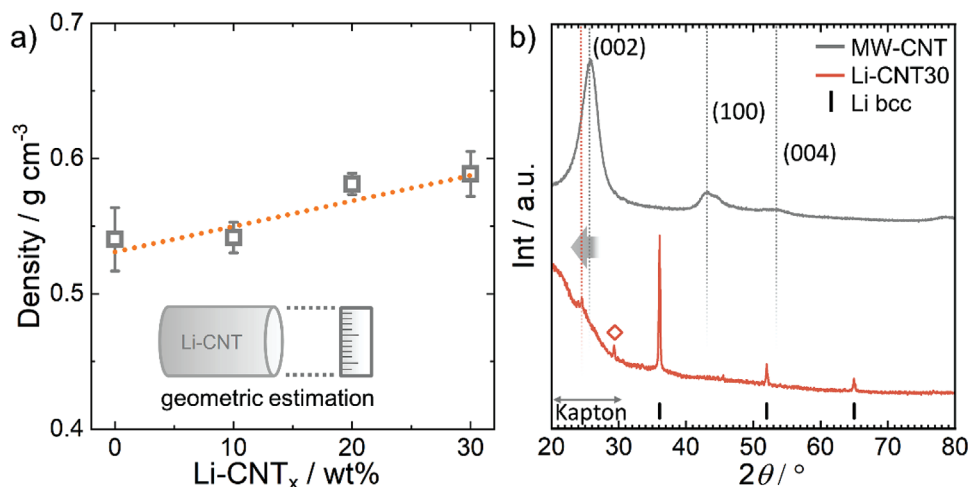 a)
0.7
0.6
0.5
0.4
Density / g cm⁻³
Li-CNT
geometric estimation
0 10 20 30
Li-CNTₓ / wt%
b)
(002)
MW-CNT
Li-CNT30
Li bcc
(100)
(004)
Int / a.u.
Kapton
20 30 40 50 60 70 80
2θ / °